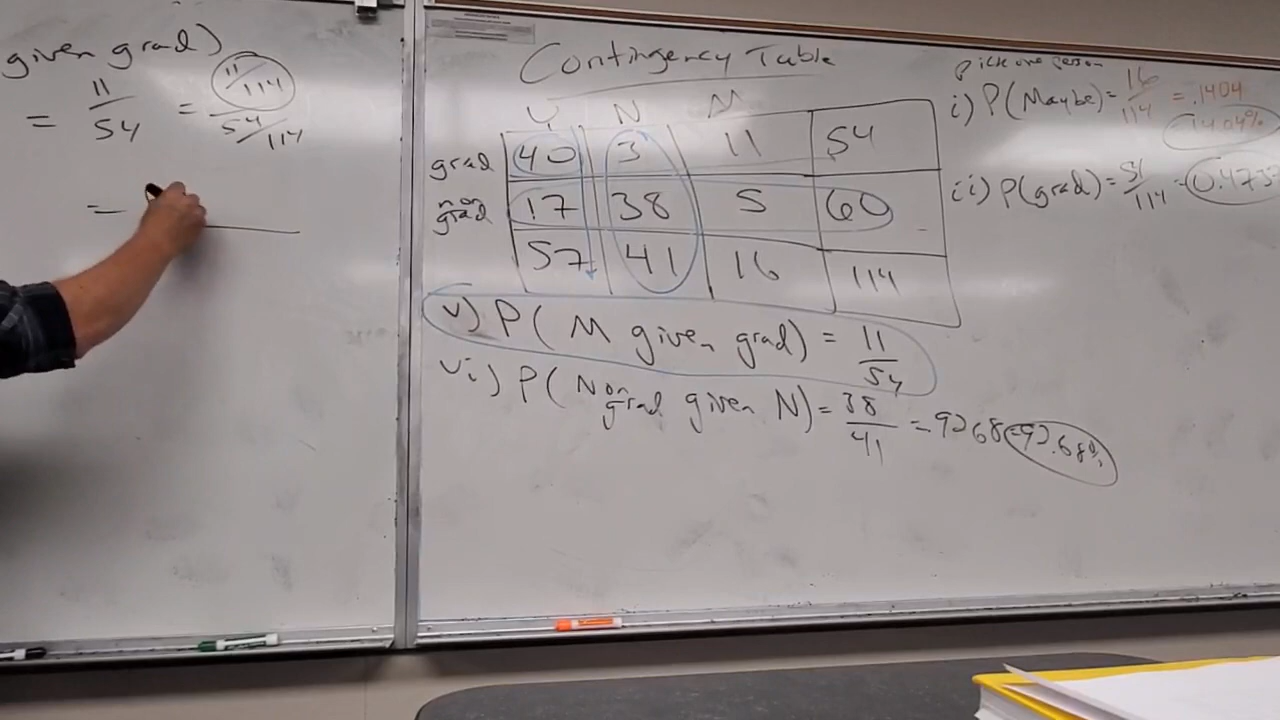 given grad)
= 11/54 = 11/114 / 54/114
=
Contingency Table
Y N M
grad 40 3 11 54
non grad 17 38 5 60
57 41 16 114
v) P(M given grad) = 11/54
vi) P(Non grad given N) = 38/41 = 9268 = 92.68%
pick one person
i) P(Maybe) = 16/114 = .1404
14.04%
ii) P(grad) = 54/114 = 0.473